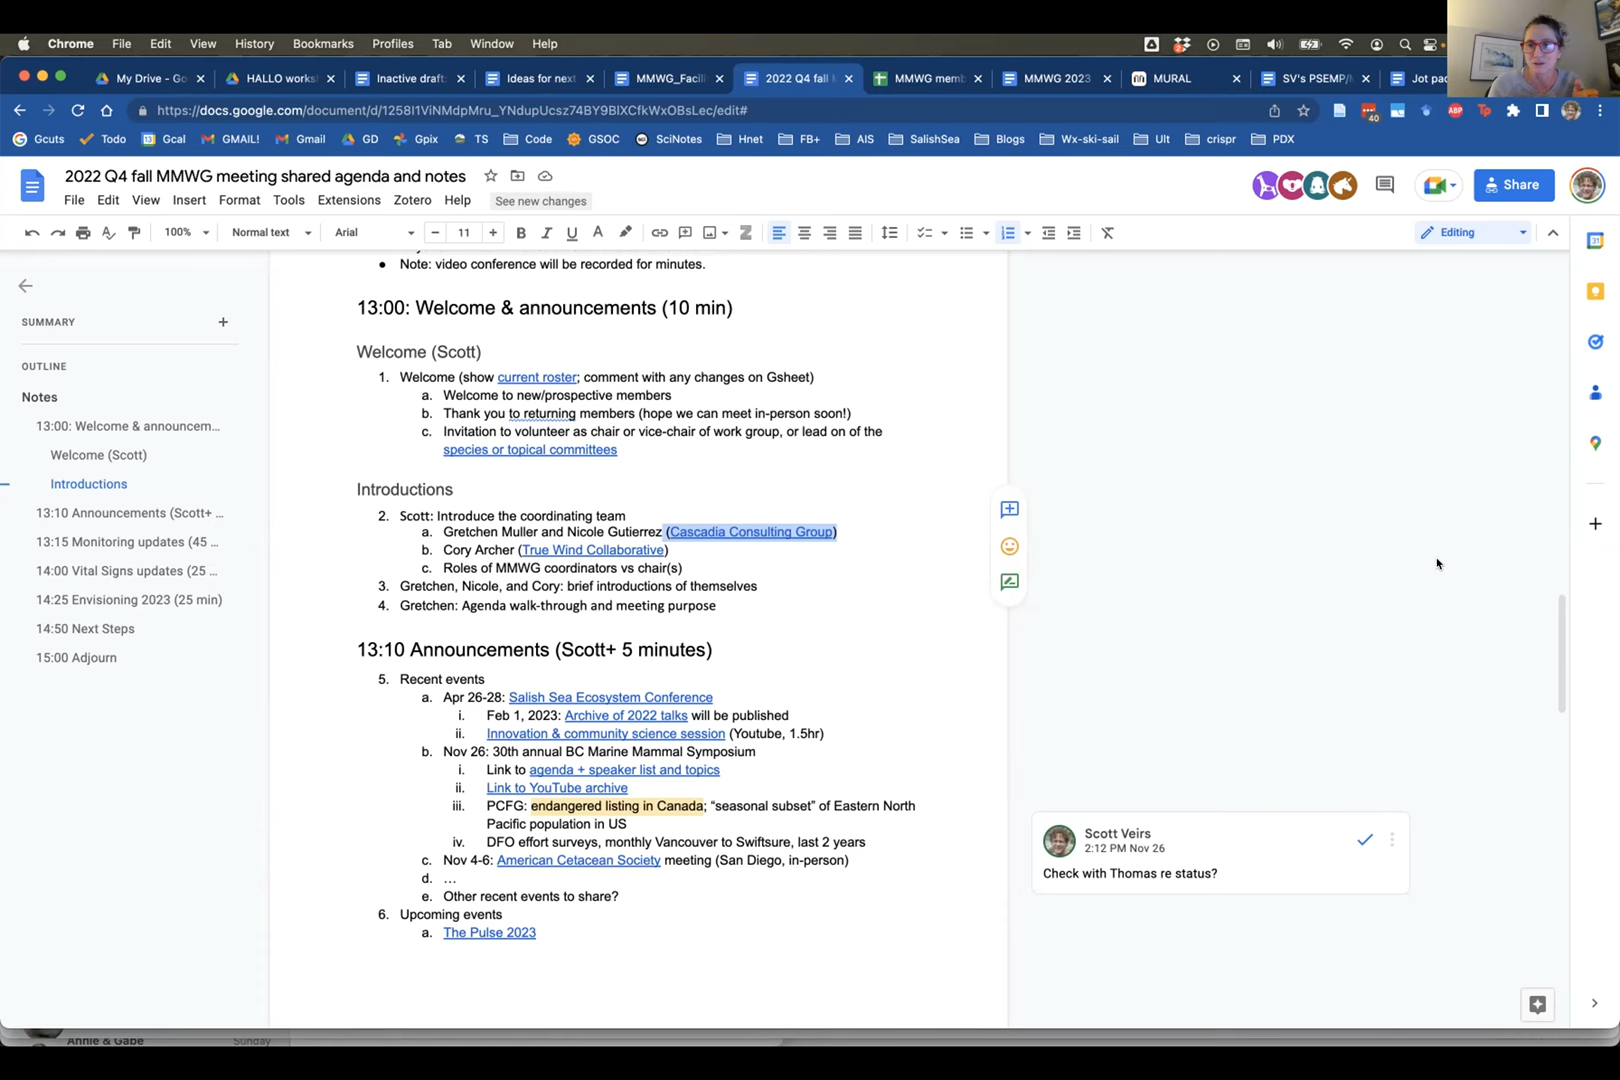 Chrome File Edit View History Bookmarks Profiles Tab Window Help
My Drive - Go HALLO works Inactive draft Ideas for next MMWG_Facili 2022 Q4 fall MMWG mem MMWG 2023 MURAL SV's PSEMP/ Jot pad
https://docs.google.com/document/d/1258I1ViNMdpMru_YNdupUcsz74BY9BlXCfkWxOBsLec/edit#
40 ABP
Gcuts Todo Gcal GMAIL! Gmail GD Gpix TS Code GSOC SciNotes Hnet FB+ AIS SalishSea Blogs Wx-ski-sail Ult crispr PDX
2022 Q4 fall MMWG meeting shared agenda and notes
Share
File Edit View Insert Format Tools Extensions Zotero Help See new changes
100% Normal text Arial − 11 + B I U A Z Editing
● Note: video conference will be recorded for minutes.
SUMMARY +
OUTLINE
Notes
13:00: Welcome & announcem...
Welcome (Scott)
Introductions
13:10 Announcements (Scott+ ...
13:15 Monitoring updates (45 ...
14:00 Vital Signs updates (25 ...
14:25 Envisioning 2023 (25 min)
14:50 Next Steps
15:00 Adjourn
13:00: Welcome & announcements (10 min)
Welcome (Scott)
1. Welcome (show current roster; comment with any changes on Gsheet)
a. Welcome to new/prospective members
b. Thank you to returning members (hope we can meet in-person soon!)
c. Invitation to volunteer as chair or vice-chair of work group, or lead on of the
species or topical committees
Introductions
2. Scott: Introduce the coordinating team
a. Gretchen Muller and Nicole Gutierrez (Cascadia Consulting Group)
b. Cory Archer (True Wind Collaborative)
c. Roles of MMWG coordinators vs chair(s)
3. Gretchen, Nicole, and Cory: brief introductions of themselves
4. Gretchen: Agenda walk-through and meeting purpose
13:10 Announcements (Scott+ 5 minutes)
5. Recent events
a. Apr 26-28: Salish Sea Ecosystem Conference
i. Feb 1, 2023: Archive of 2022 talks will be published
ii. Innovation & community science session (Youtube, 1.5hr)
b. Nov 26: 30th annual BC Marine Mammal Symposium
i. Link to agenda + speaker list and topics
ii. Link to YouTube archive
iii. PCFG: endangered listing in Canada; “seasonal subset” of Eastern North
Pacific population in US
iv. DFO effort surveys, monthly Vancouver to Swiftsure, last 2 years
c. Nov 4-6: American Cetacean Society meeting (San Diego, in-person)
d. …
e. Other recent events to share?
6. Upcoming events
a. The Pulse 2023
Scott Veirs
2:12 PM Nov 26
Check with Thomas re status?
31
Annie & Gabe Sunday